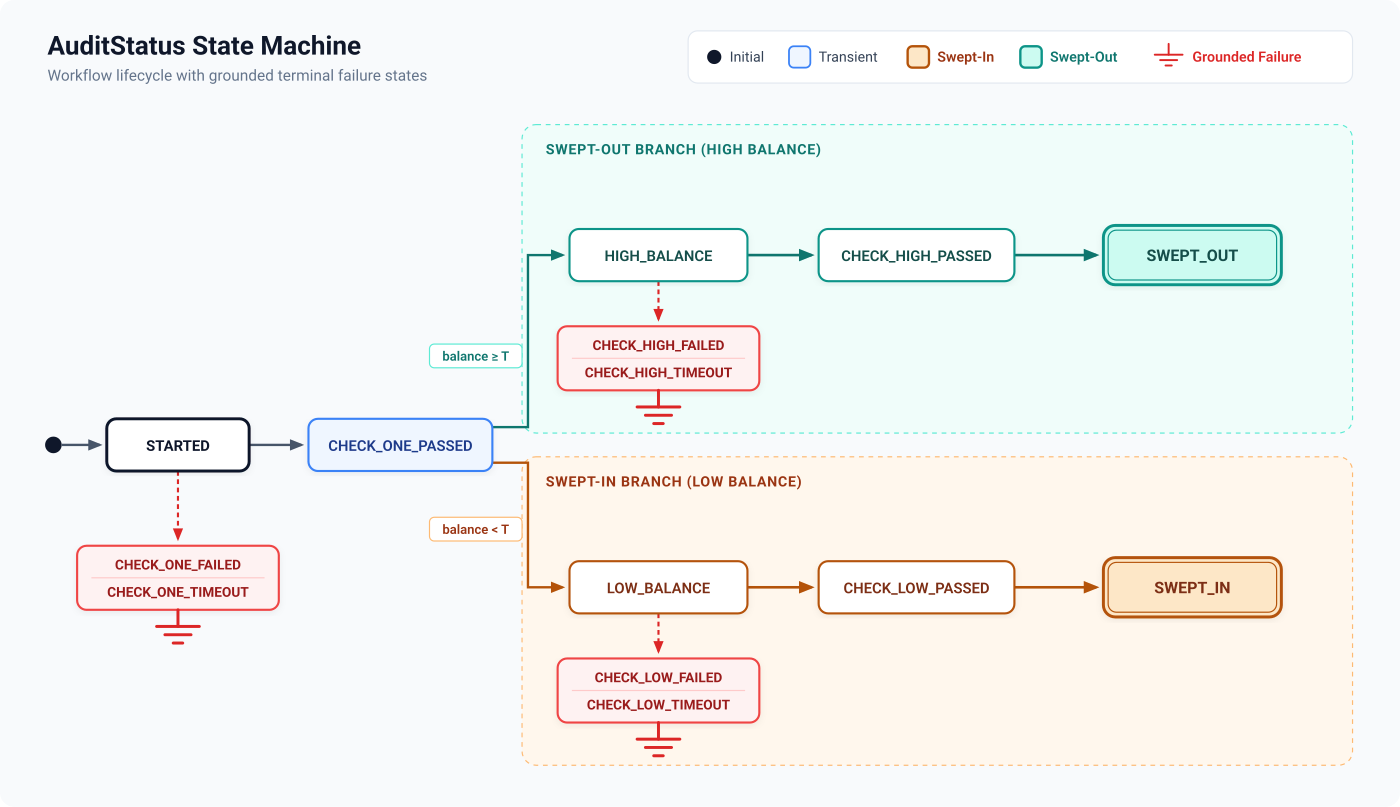 AuditStatus State Machine
Workflow lifecycle with grounded terminal failure states
Initial
Transient
Swept-In
Swept-Out
Grounded Failure
SWEPT-OUT BRANCH (HIGH BALANCE)
HIGH_BALANCE
CHECK_HIGH_PASSED
SWEPT_OUT
CHECK_HIGH_FAILED
CHECK_HIGH_TIMEOUT
balance ≥ T
STARTED
CHECK_ONE_PASSED
CHECK_ONE_FAILED
CHECK_ONE_TIMEOUT
SWEPT-IN BRANCH (LOW BALANCE)
balance < T
LOW_BALANCE
CHECK_LOW_PASSED
SWEPT_IN
CHECK_LOW_FAILED
CHECK_LOW_TIMEOUT